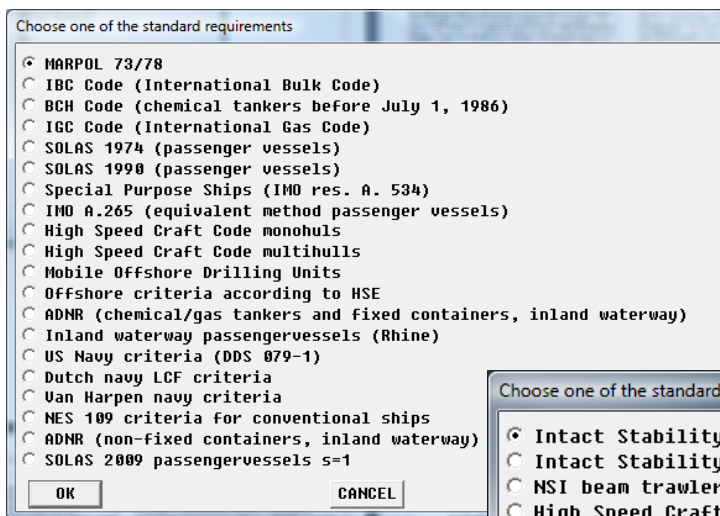 Choose one of the standard requirements
MARPOL 73/78
IBC Code (International Bulk Code)
BCH Code (chemical tankers before July 1, 1986)
IGC Code (International Gas Code)
SOLAS 1974 (passenger vessels)
SOLAS 1990 (passenger vessels)
Special Purpose Ships (IMO res. A. 534)
IMO A.265 (equivalent method passenger vessels)
High Speed Craft Code monohuls
High Speed Craft Code multihulls
Mobile Offshore Drilling Units
Offshore criteria according to HSE
ADNR (chemical/gas tankers and fixed containers, inland waterway)
Inland waterway passengervessels (Rhine)
US Navy criteria (DDS 079-1)
Dutch navy LCF criteria
Van Harpen navy criteria
NES 109 criteria for conventional ships
ADNR (non-fixed containers, inland waterway)
SOLAS 2009 passengervessels s=1
OK
CANCEL
Choose one of the standard
Intact Stability
Intact Stability
NSI beam trawler
High Speed Craft